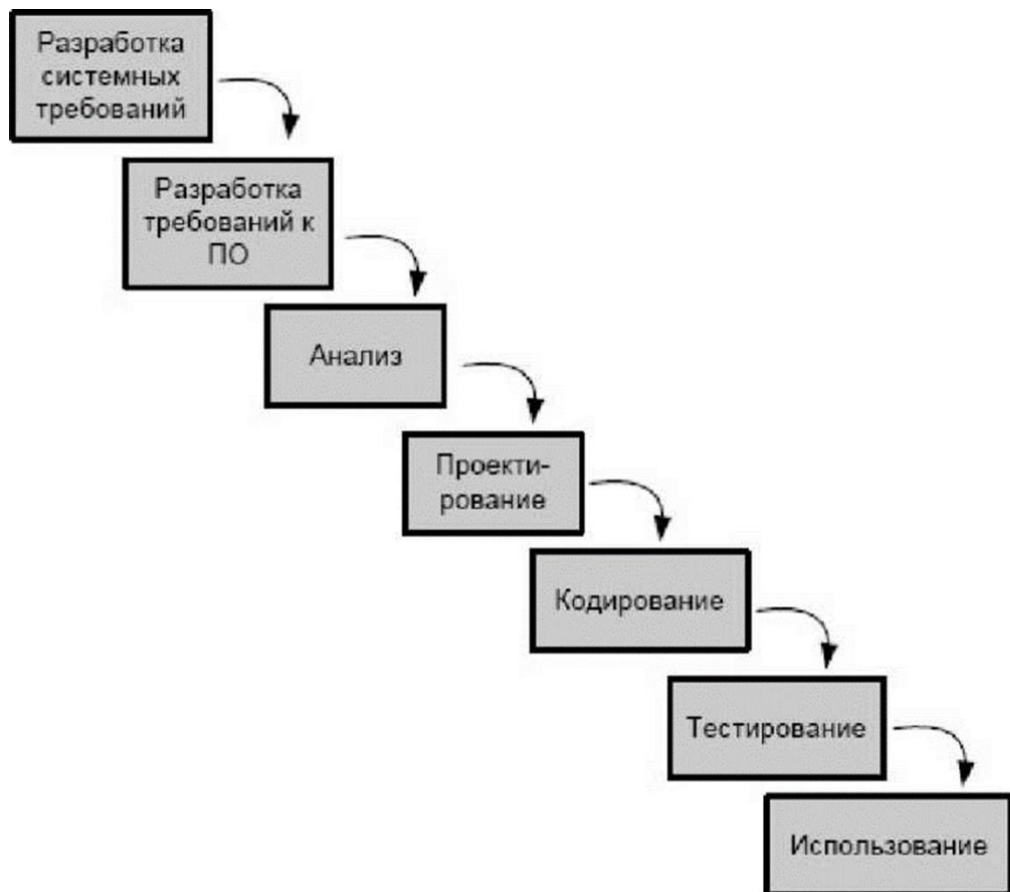 Разработка
системных
требований
Разработка
требований к
ПО
Анализ
Проекти-
рование
Кодирование
Тестирование
Использование